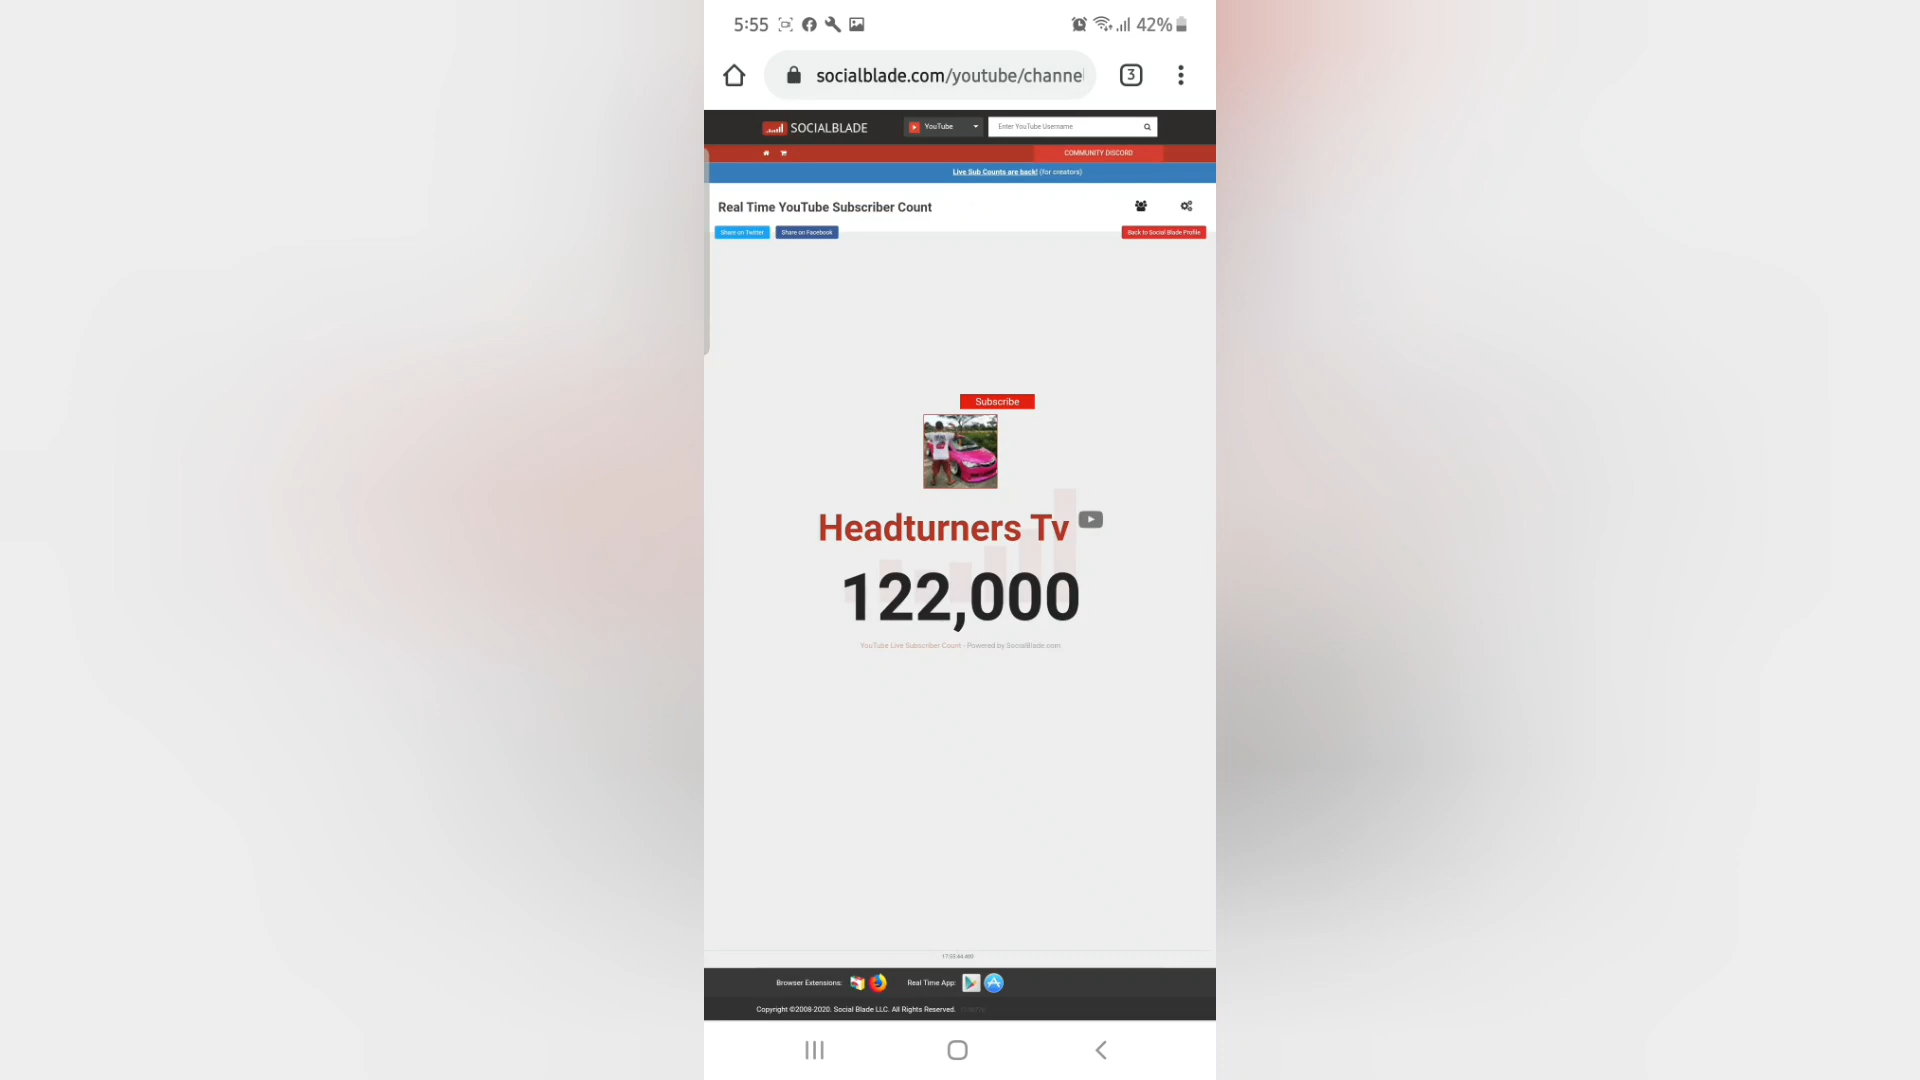 5:55 42%
socialblade.com/youtube/channel
3
SOCIALBLADE YouTube Enter YouTube Username
COMMUNITY DISCORD
Live Sub Counts are back! (for creators)
Real Time YouTube Subscriber Count
Share on Twitter Share on Facebook Back to Social Blade Profile
Subscribe
Headturners Tv
122,000
YouTube Live Subscriber Count - Powered by SocialBlade.com
Browser Extensions: Real Time App:
Copyright ©2008-2020. Social Blade LLC. All Rights Reserved.